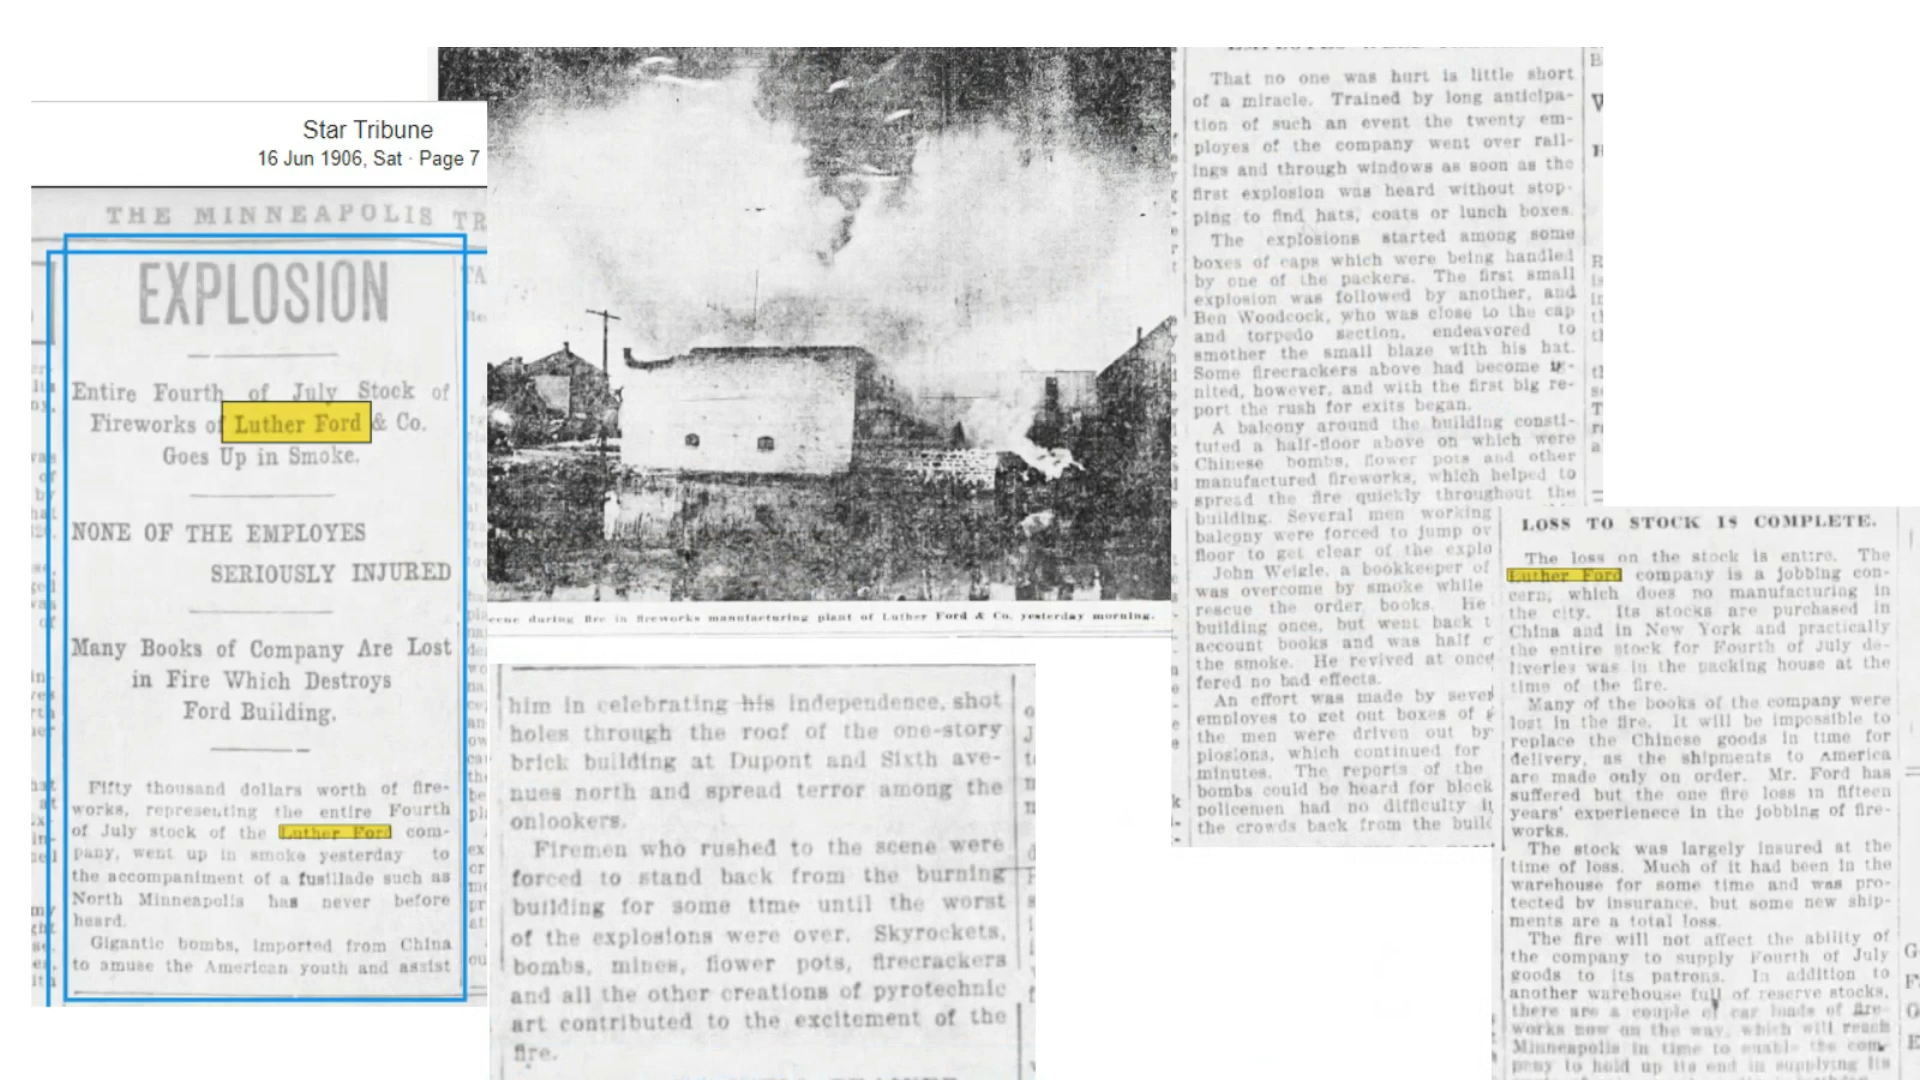 Star Tribune
16 Jun 1906, Sat · Page 7
THE MINNEAPOLIS TR
EXPLOSION
Entire Fourth of July Stock of
Fireworks of Luther Ford & Co.
Goes Up in Smoke.
NONE OF THE EMPLOYES
SERIOUSLY INJURED
Many Books of Company Are Lost
in Fire Which Destroys
Ford Building.
Fifty thousand dollars worth of fire-
works, representing the entire Fourth
of July stock of the Luther Ford com-
pany, went up in smoke yesterday to
the accompaniment of a fusillade such as
North Minneapolis has never before
heard.
Gigantic bombs, imported from China
to amuse the American youth and assist
ene during fire in fireworks manufacturing plant of Luther Ford & Co. yesterday morning.
him in celebrating his independence, shot
holes through the roof of the one-story
brick building at Dupont and Sixth ave-
nues north and spread terror among the
onlookers.
Firemen who rushed to the scene were
forced to stand back from the burning
building for some time until the worst
of the explosions were over. Skyrockets,
bombs, mines, flower pots, firecrackers
and all the other creations of pyrotechnic
art contributed to the excitement of the
fire.
That no one was hurt is little short
of a miracle. Trained by long anticipa-
tion of such an event the twenty em-
ployes of the company went over rail-
ings and through windows as soon as the
first explosion was heard without stop-
ping to find hats, coats or lunch boxes.
The explosions started among some
boxes of caps which were being handled
by one of the packers. The first small
explosion was followed by another, and
Ben Woodcock, who was close to the cap
and torpedo section, endeavored to
smother the small blaze with his hat.
Some firecrackers above had become ig-
nited, however, and with the first big re-
port the rush for exits began.
A balcony around the building consti-
tuted a half-floor above on which were
Chinese bombs, flower pots and other
manufactured fireworks, which helped to
spread the fire quickly throughout the
building. Several men working
balcony were forced to jump ov
floor to get clear of the explo
John Weigle, a bookkeeper of
was overcome by smoke while
rescue the order books. He
building once, but went back t
account books and was half
the smoke. He revived at once
fered no bad effects.
An effort was made by sever
employes to get out boxes of
the men were driven out by
plosions, which continued for
minutes. The reports of the
bombs could be heard for block
policemen had no difficulty i
the crowds back from the buil
LOSS TO STOCK IS COMPLETE.
The loss on the stock is entire. The
Luther Ford company is a jobbing con-
cern, which does no manufacturing in
the city. Its stocks are purchased in
China and in New York and practically
the entire stock for Fourth of July de-
liveries was in the packing house at the
time of the fire.
Many of the books of the company were
lost in the fire. It will be impossible to
replace the Chinese goods in time for
delivery, as the shipments to America
are made only on order. Mr. Ford has
suffered but the one fire loss in fifteen
years' experienece in the jobbing of fire-
works.
The stock was largely insured at the
time of loss. Much of it had been in the
warehouse for some time and was pro-
tected by insurance, but some new ship-
ments are a total loss.
The fire will not affect the ability of
the company to supply Fourth of July
goods to its patrons. In addition to
another warehouse full of reserve stocks,
there are a couple of car loads of fire-
works now on the way, which will reach
Minneapolis in time to enable the com-
pany to hold up its end in supplying its